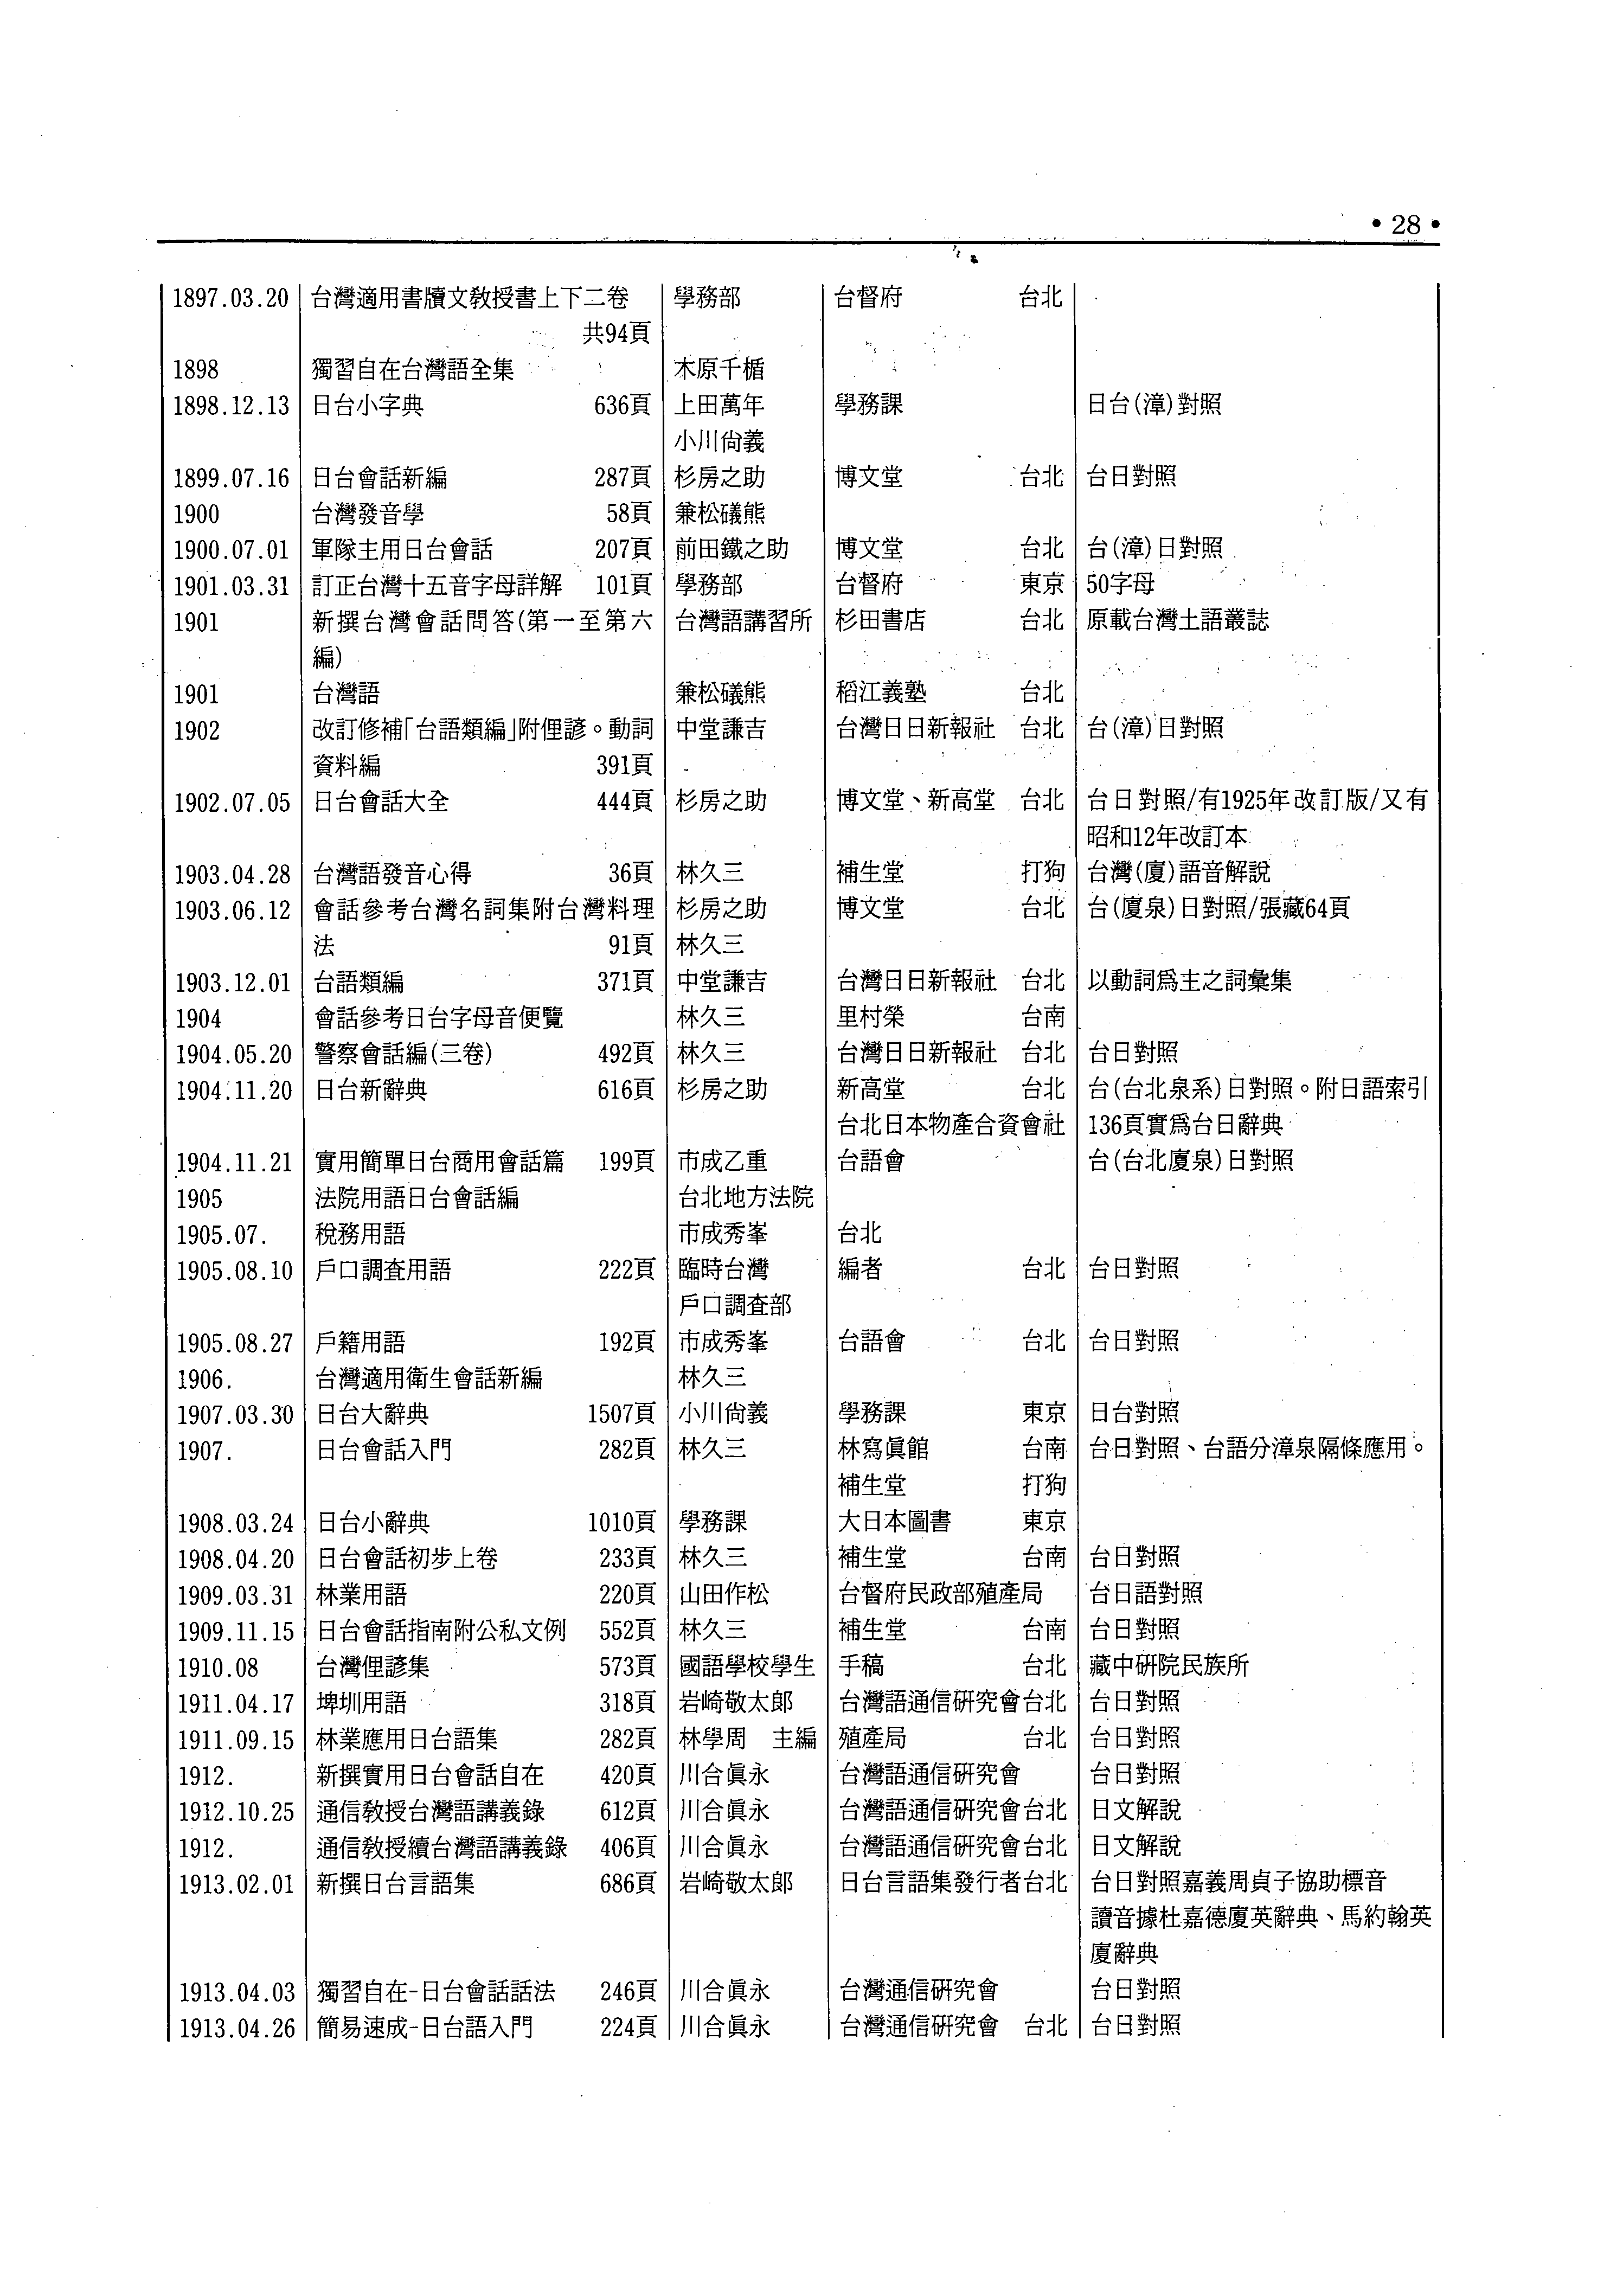 • 28 •
1897.03.20 台灣適用書牘文教授書上下二卷 學務部 台督府 台北
共94頁
1898 獨習自在台灣語全集 木原千楯
1898.12.13 日台小字典 636頁 上田萬年 學務課 日台(漳)對照
小川尙義
1899.07.16 日台會話新編 287頁 杉房之助 博文堂 台北 台日對照
1900 台灣發音學 58頁 兼松礒熊
1900.07.01 軍隊主用日台會話 207頁 前田鐵之助 博文堂 台北 台(漳)日對照
1901.03.31 訂正台灣十五音字母詳解 101頁 學務部 台督府 東京 50字母
1901 新撰台灣會話問答(第一至第六 台灣語講習所 杉田書店 台北 原載台灣土語叢誌
編)
1901 台灣語 兼松礒熊 稻江義塾 台北
1902 改訂修補「台語類編」附俚諺。動詞 中堂謙吉 台灣日日新報社 台北 台(漳)日對照
資料編 391頁
1902.07.05 日台會話大全 444頁 杉房之助 博文堂、新高堂 台北 台日對照/有1925年改訂版/又有
昭和12年改訂本
1903.04.28 台灣語發音心得 36頁 林久三 補生堂 打狗 台灣(廈)語音解說
1903.06.12 會話參考台灣名詞集附台灣料理 杉房之助 博文堂 台北 台(廈泉)日對照/張藏64頁
法 91頁 林久三
1903.12.01 台語類編 371頁 中堂謙吉 台灣日日新報社 台北 以動詞爲主之詞彙集
1904 會話參考日台字母音便覽 林久三 里村榮 台南
1904.05.20 警察會話編(三卷) 492頁 林久三 台灣日日新報社 台北 台日對照
1904.11.20 日台新辭典 616頁 杉房之助 新高堂 台北 台(台北泉系)日對照。附日語索引
台北日本物產合資會社 136頁實爲台日辭典
1904.11.21 實用簡單日台商用會話篇 199頁 市成乙重 台語會 台(台北廈泉)日對照
1905 法院用語日台會話編 台北地方法院
1905.07. 稅務用語 市成秀峯 台北
1905.08.10 戶口調查用語 222頁 臨時台灣 編者 台北 台日對照
戶口調查部
1905.08.27 戶籍用語 192頁 市成秀峯 台語會 台北 台日對照
1906. 台灣適用衛生會話新編 林久三
1907.03.30 日台大辭典 1507頁 小川尙義 學務課 東京 日台對照
1907. 日台會話入門 282頁 林久三 林寫眞館 台南 台日對照、台語分漳泉隔條應用。
補生堂 打狗
1908.03.24 日台小辭典 1010頁 學務課 大日本圖書 東京
1908.04.20 日台會話初步上卷 233頁 林久三 補生堂 台南 台日對照
1909.03.31 林業用語 220頁 山田作松 台督府民政部殖產局 台日語對照
1909.11.15 日台會話指南附公私文例 552頁 林久三 補生堂 台南 台日對照
1910.08 台灣俚諺集 573頁 國語學校學生 手稿 台北 藏中硏院民族所
1911.04.17 埤圳用語 318頁 岩崎敬太郎 台灣語通信硏究會台北 台日對照
1911.09.15 林業應用日台語集 282頁 林學周 主編 殖產局 台北 台日對照
1912. 新撰實用日台會話自在 420頁 川合眞永 台灣語通信硏究會 台日對照
1912.10.25 通信教授台灣語講義錄 612頁 川合眞永 台灣語通信硏究會台北 日文解說
1912. 通信教授續台灣語講義錄 406頁 川合眞永 台灣語通信硏究會台北 日文解說
1913.02.01 新撰日台言語集 686頁 岩崎敬太郎 日台言語集發行者台北 台日對照嘉義周貞子協助標音
讀音據杜嘉德廈英辭典、馬約翰英
廈辭典
1913.04.03 獨習自在-日台會話話法 246頁 川合眞永 台灣通信硏究會 台日對照
1913.04.26 簡易速成-日台語入門 224頁 川合眞永 台灣通信硏究會 台北 台日對照